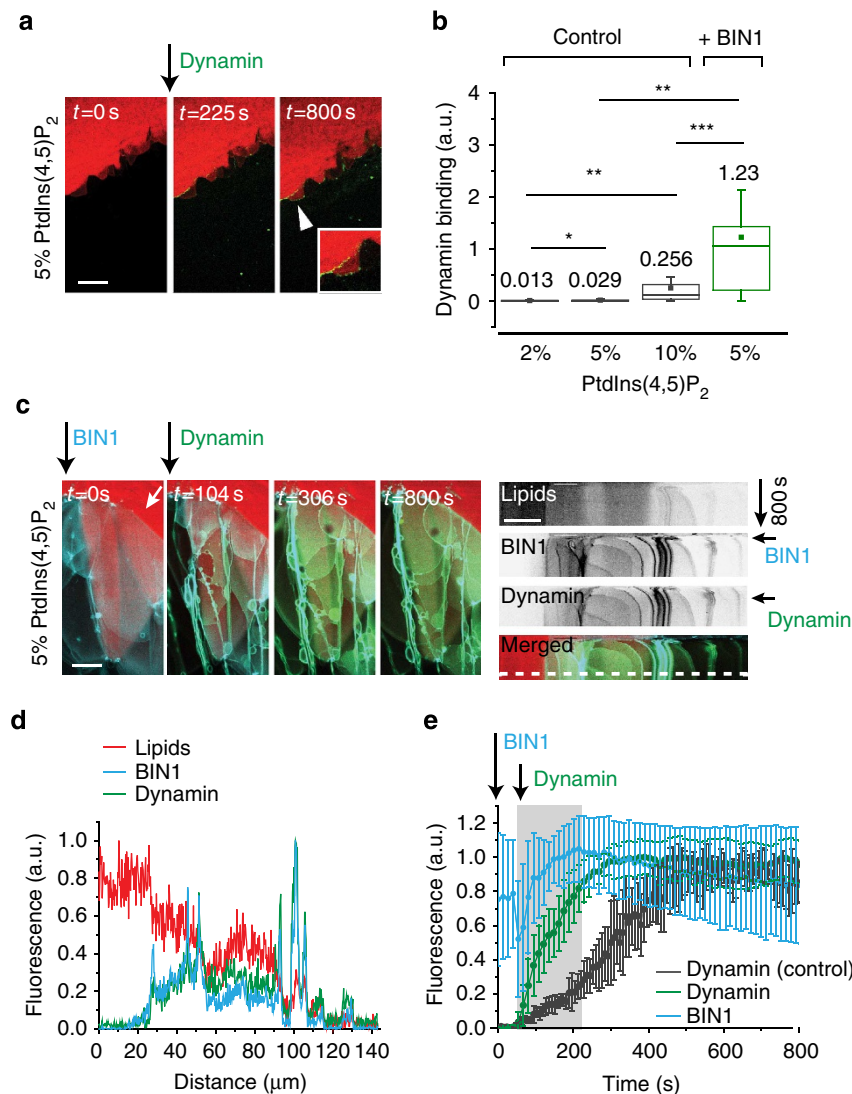 a
Dynamin
5% PtdIns(4,5)P2
t=0 s
t=225 s
t=800 s
b
Control
+ BIN1
Dynamin binding (a.u.)
4
3
2
1
0
**
***
**
*
1.23
0.256
0.013
0.029
2%
5%
10%
5%
PtdIns(4,5)P2
c
BIN1
Dynamin
5% PtdIns(4,5)P2
t=0s
t=104 s
t=306 s
t=800 s
Lipids
800 s
BIN1
BIN1
Dynamin
Dynamin
Merged
d
Lipids
BIN1
Dynamin
Fluorescence (a.u.)
1.0
0.8
0.6
0.4
0.2
0.0
0 20 40 60 80 100 120 140
Distance (μm)
e
BIN1
Dynamin
Fluorescence (a.u.)
1.2
1.0
0.8
0.6
0.4
0.2
0.0
Dynamin (control)
Dynamin
BIN1
0 200 400 600 800
Time (s)